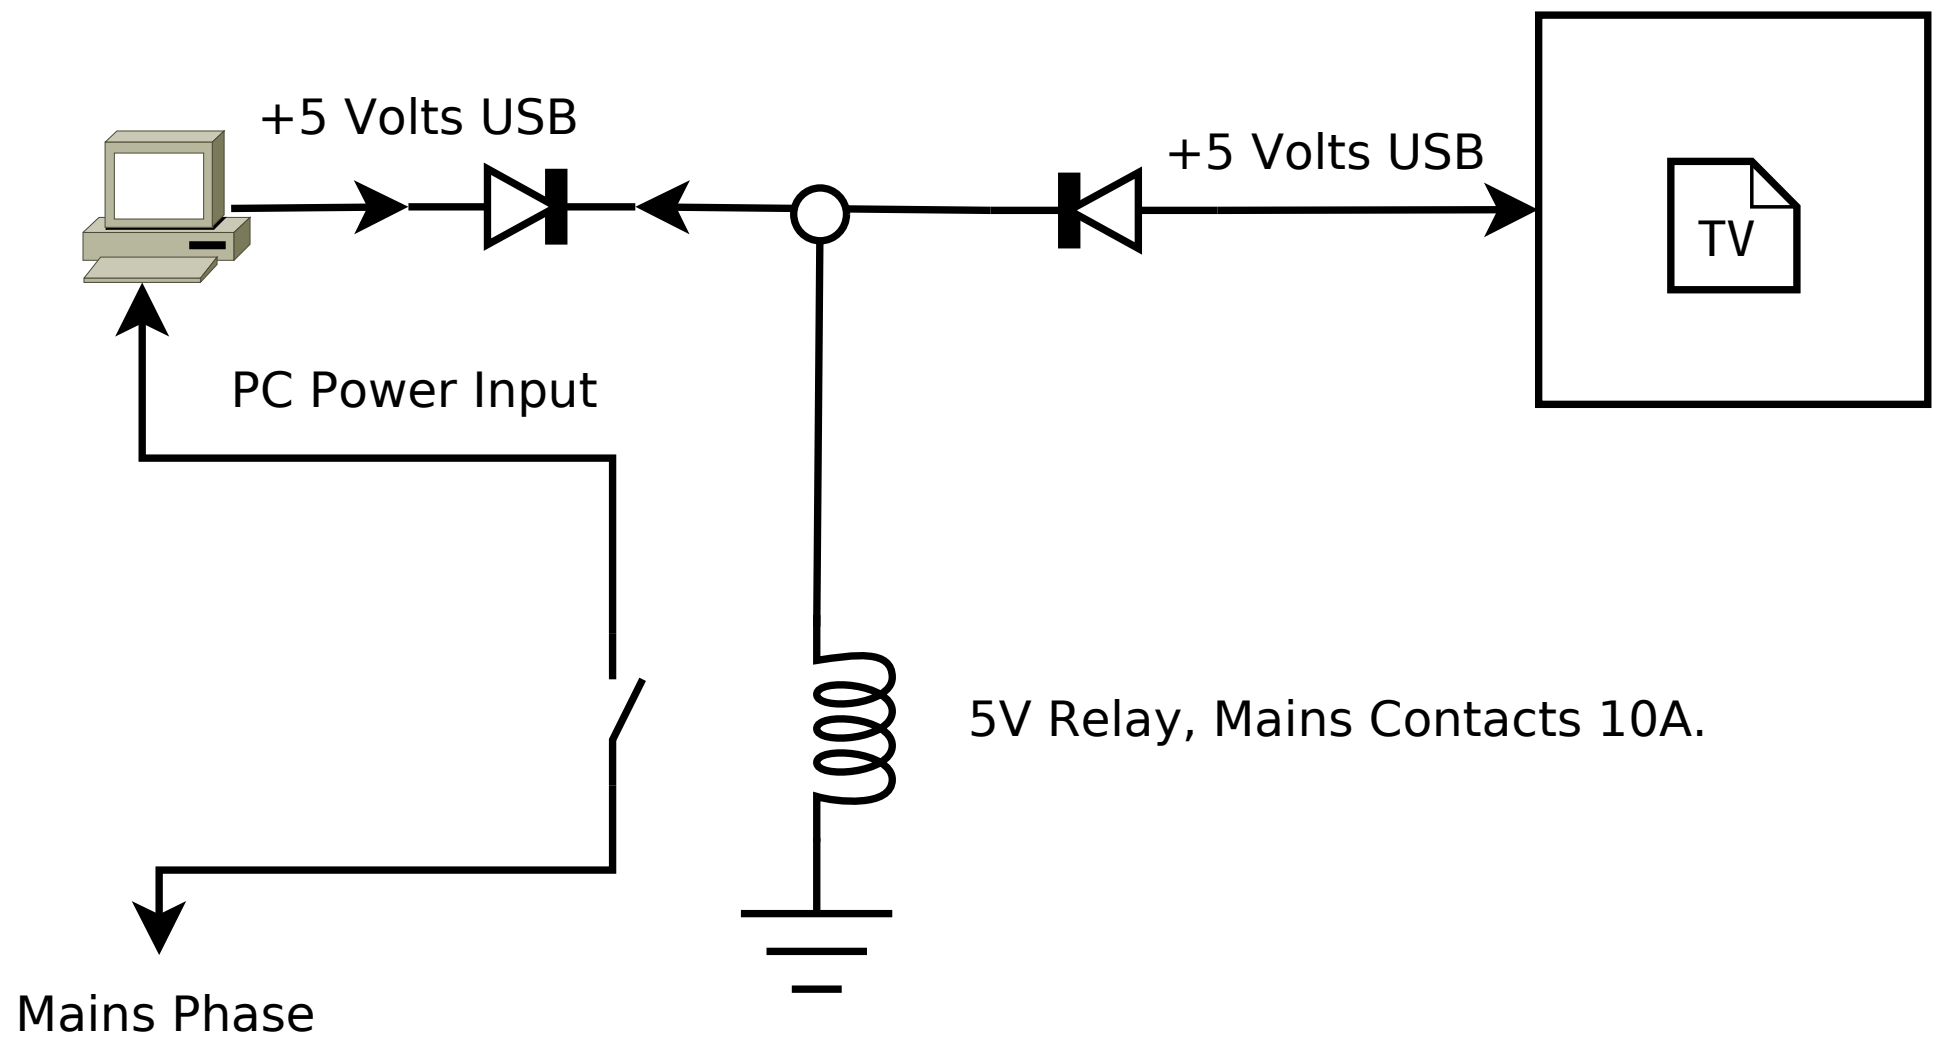 +5 Volts USB
+5 Volts USB
TV
PC Power Input
5V Relay, Mains Contacts 10A.
Mains Phase